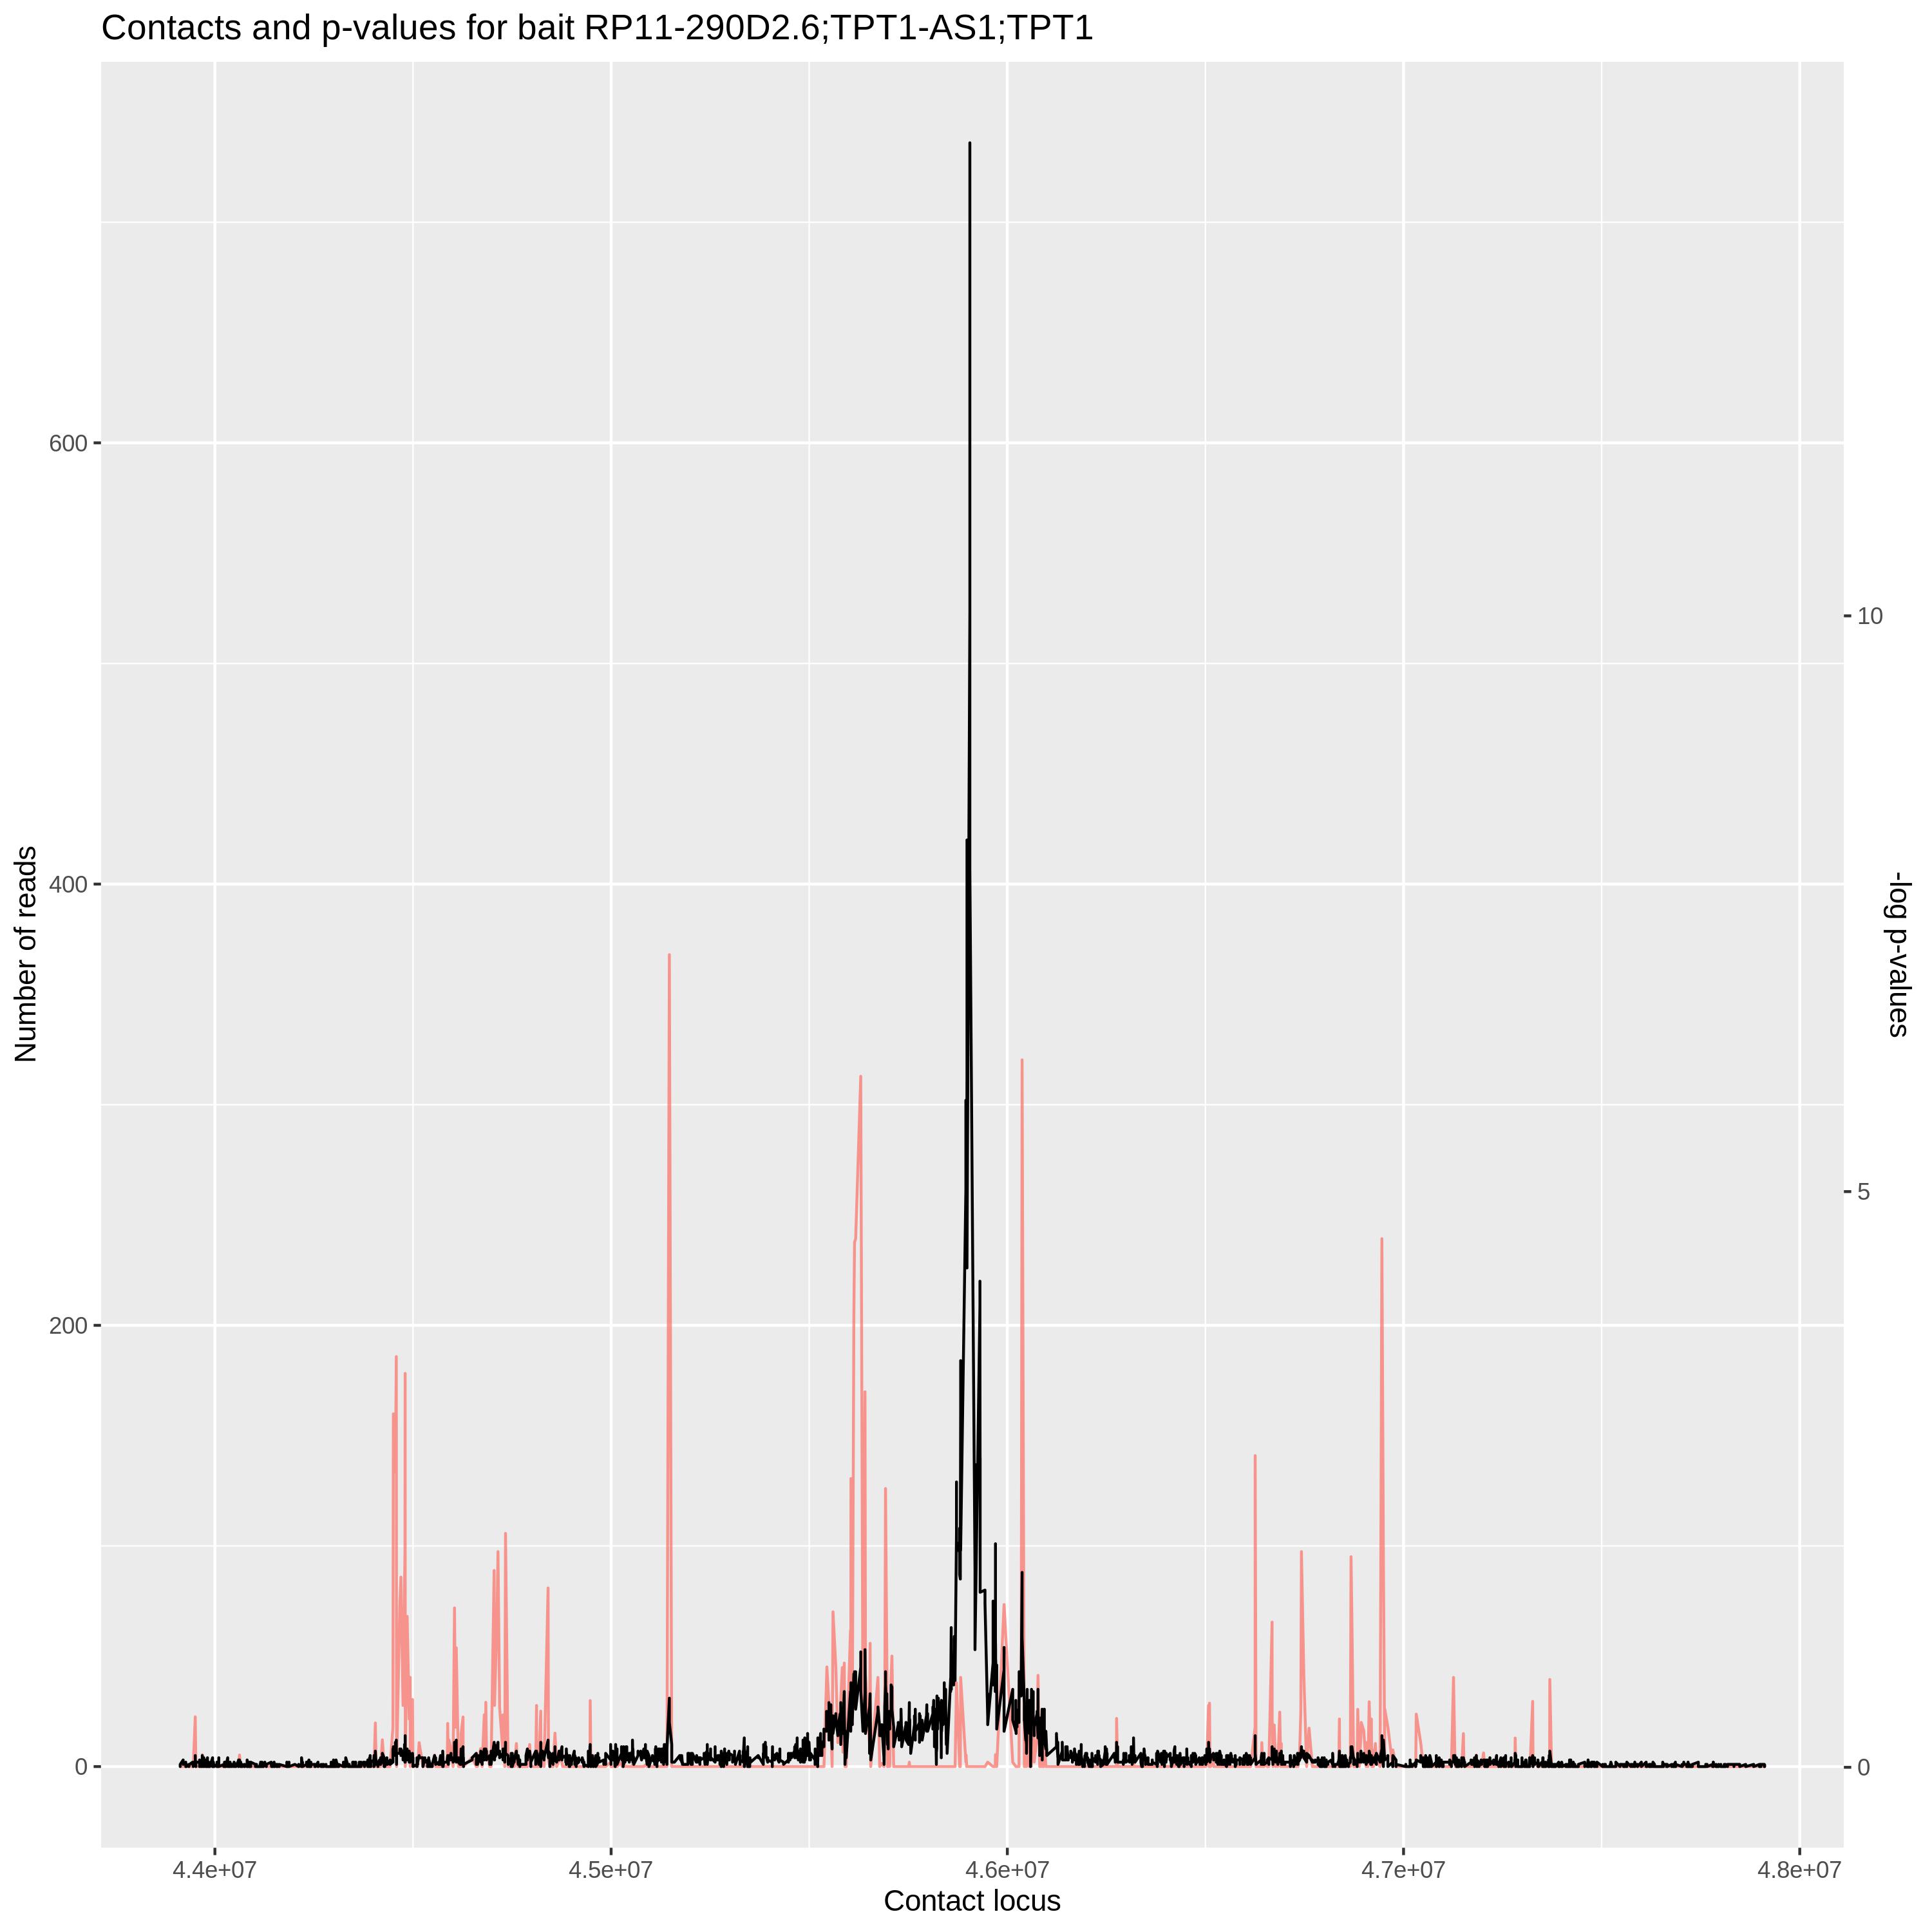 Contacts and p-values for bait RP11-290D2.6;TPT1-AS1;TPT1
Number of reads
600
400
200
0
10
5
0
-log p-values
4.4e+07
4.5e+07
4.6e+07
4.7e+07
4.8e+07
Contact locus